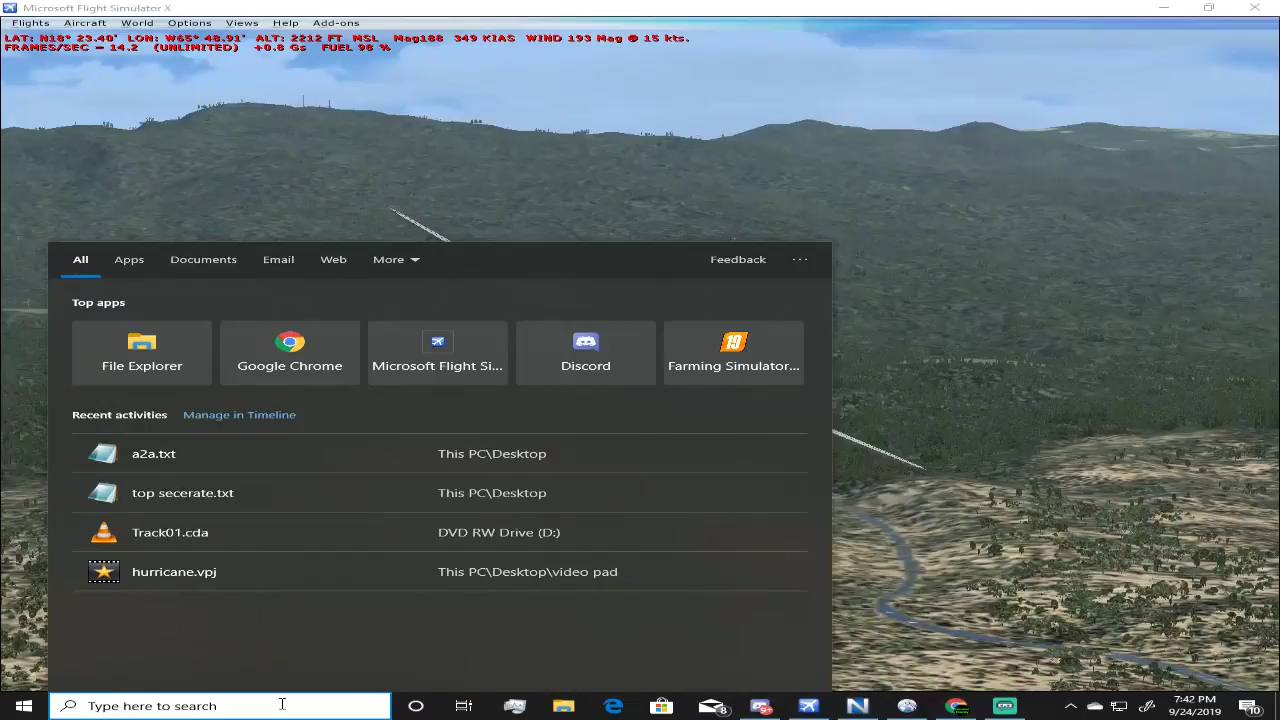 Microsoft Flight Simulator X
Flights Aircraft World Options Views Help Add-ons
LAT: N18° 23.40' LON: W65° 48.91' ALT: 2212 FT MSL Mag188 349 KIAS WIND 193 Mag @ 15 kts.
FRAMES/SEC = 14.2 (UNLIMITED) +0.8 Gs FUEL 98 %
All Apps Documents Email Web More Feedback ...
Top apps
File Explorer Google Chrome Microsoft Flight Si... Discord Farming Simulator...
19
Recent activities Manage in Timeline
a2a.txt This PC\Desktop
top secerate.txt This PC\Desktop
Track01.cda DVD RW Drive (D:)
hurricane.vpj This PC\Desktop\video pad
Type here to search
8
9+
7:42 PM
9/24/2019
10